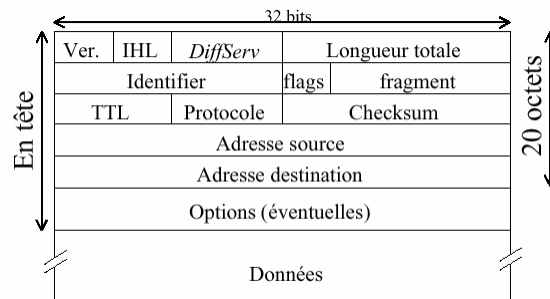 32 bits
Ver. IHL DiffServ Longueur totale
Identifier flags fragment
TTL Protocole Checksum
Adresse source
Adresse destination
Options (éventuelles)
Données
En tête
20 octets